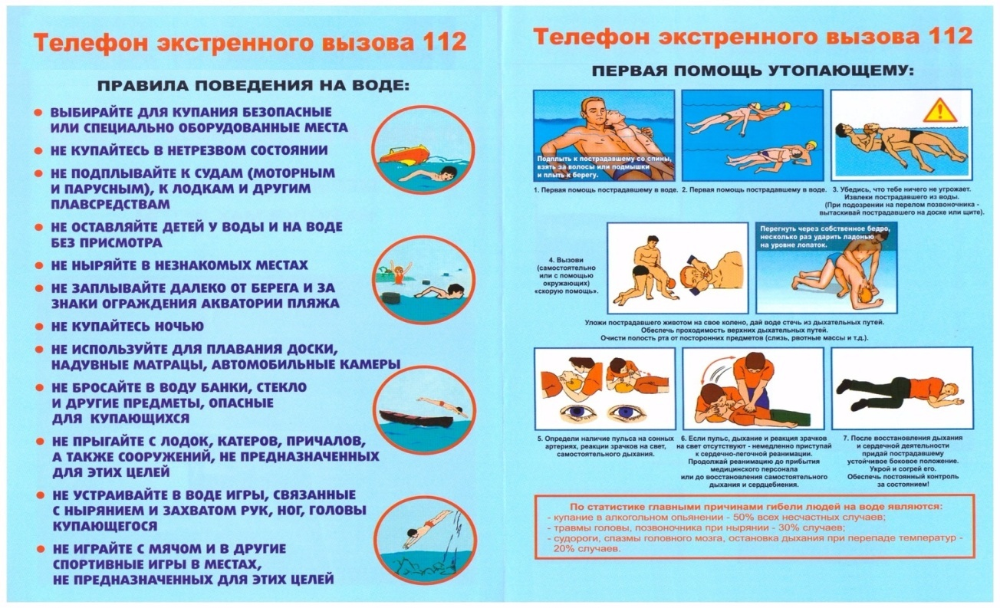 Телефон экстренного вызова 112
ПРАВИЛА ПОВЕДЕНИЯ НА ВОДЕ:
ВЫБИРАЙТЕ ДЛЯ КУПАНИЯ БЕЗОПАСНЫЕ
ИЛИ СПЕЦИАЛЬНО ОБОРУДОВАННЫЕ МЕСТА
НЕ КУПАЙТЕСЬ В НЕТРЕЗВОМ СОСТОЯНИИ
НЕ ПОДПЛЫВАЙТЕ К СУДАМ (МОТОРНЫМ
И ПАРУСНЫМ), К ЛОДКАМ И ДРУГИМ
ПЛАВСРЕДСТВАМ
НЕ ОСТАВЛЯЙТЕ ДЕТЕЙ У ВОДЫ И НА ВОДЕ
БЕЗ ПРИСМОТРА
НЕ НЫРЯЙТЕ В НЕЗНАКОМЫХ МЕСТАХ
НЕ ЗАПЛЫВАЙТЕ ДАЛЕКО ОТ БЕРЕГА И ЗА
ЗНАКИ ОГРАЖДЕНИЯ АКВАТОРИИ ПЛЯЖА
НЕ КУПАЙТЕСЬ НОЧЬЮ
НЕ ИСПОЛЬЗУЙТЕ ДЛЯ ПЛАВАНИЯ ДОСКИ,
НАДУВНЫЕ МАТРАЦЫ, АВТОМОБИЛЬНЫЕ КАМЕРЫ
НЕ БРОСАЙТЕ В ВОДУ БАНКИ, СТЕКЛО
И ДРУГИЕ ПРЕДМЕТЫ, ОПАСНЫЕ
ДЛЯ КУПАЮЩИХСЯ
НЕ ПРЫГАЙТЕ С ЛОДОК, КАТЕРОВ, ПРИЧАЛОВ,
А ТАКЖЕ СООРУЖЕНИЙ, НЕ ПРЕДНАЗНАЧЕННЫХ
ДЛЯ ЭТИХ ЦЕЛЕЙ
НЕ УСТРАИВАЙТЕ В ВОДЕ ИГРЫ, СВЯЗАННЫЕ
С НЫРЯНИЕМ И ЗАХВАТОМ РУК, НОГ, ГОЛОВЫ
КУПАЮЩЕГОСЯ
НЕ ИГРАЙТЕ С МЯЧОМ И В ДРУГИЕ
СПОРТИВНЫЕ ИГРЫ В МЕСТАХ,
НЕ ПРЕДНАЗНАЧЕННЫХ ДЛЯ ЭТИХ ЦЕЛЕЙ
Телефон экстренного вызова 112
ПЕРВАЯ ПОМОЩЬ УТОПАЮЩЕМУ:
Подплыть к пострадавшему со спины,
взять за волосы или подмышки
и плыть к берегу.
1. Первая помощь пострадавшему в воде.
2. Первая помощь пострадавшему в воде.
3. Убедись, что тебе ничего не угрожает.
Извлеки пострадавшего из воды.
(При подозрении на перелом позвоночника -
вытаскивай пострадавшего на доске или щите).
4. Вызови
(самостоятельно
или с помощью
окружающих)
«скорую помощь».
Перегнуть через собственное бедро,
несколько раз ударить ладонью
на уровне лопаток.
Уложи пострадавшего животом на свое колено, дай воде стечь из дыхательных путей.
Обеспечь проходимость верхних дыхательных путей.
Очисти полость рта от посторонних предметов (слизь, рвотные массы и т.д.).
5. Определи наличие пульса на сонных
артериях, реакции зрачков на свет,
самостоятельного дыхания.
6. Если пульс, дыхание и реакция зрачков
на свет отсутствуют - немедленно приступай
к сердечно-легочной реанимации.
Продолжай реанимацию до прибытия
медицинского персонала
или до восстановления самостоятельного
дыхания и сердцебиения.
7. После восстановления дыхания
и сердечной деятельности
придай пострадавшему
устойчивое боковое положение.
Укрой и согрей его.
Обеспечь постоянный контроль
за состоянием!
По статистике главными причинами гибели людей на воде являются:
- купание в алкогольном опьянении - 50% всех несчастных случаев;
- травмы головы, позвоночника при нырянии - 30% случаев;
- судороги, спазмы головного мозга, остановка дыхания при перепаде температур -
20% случаев.